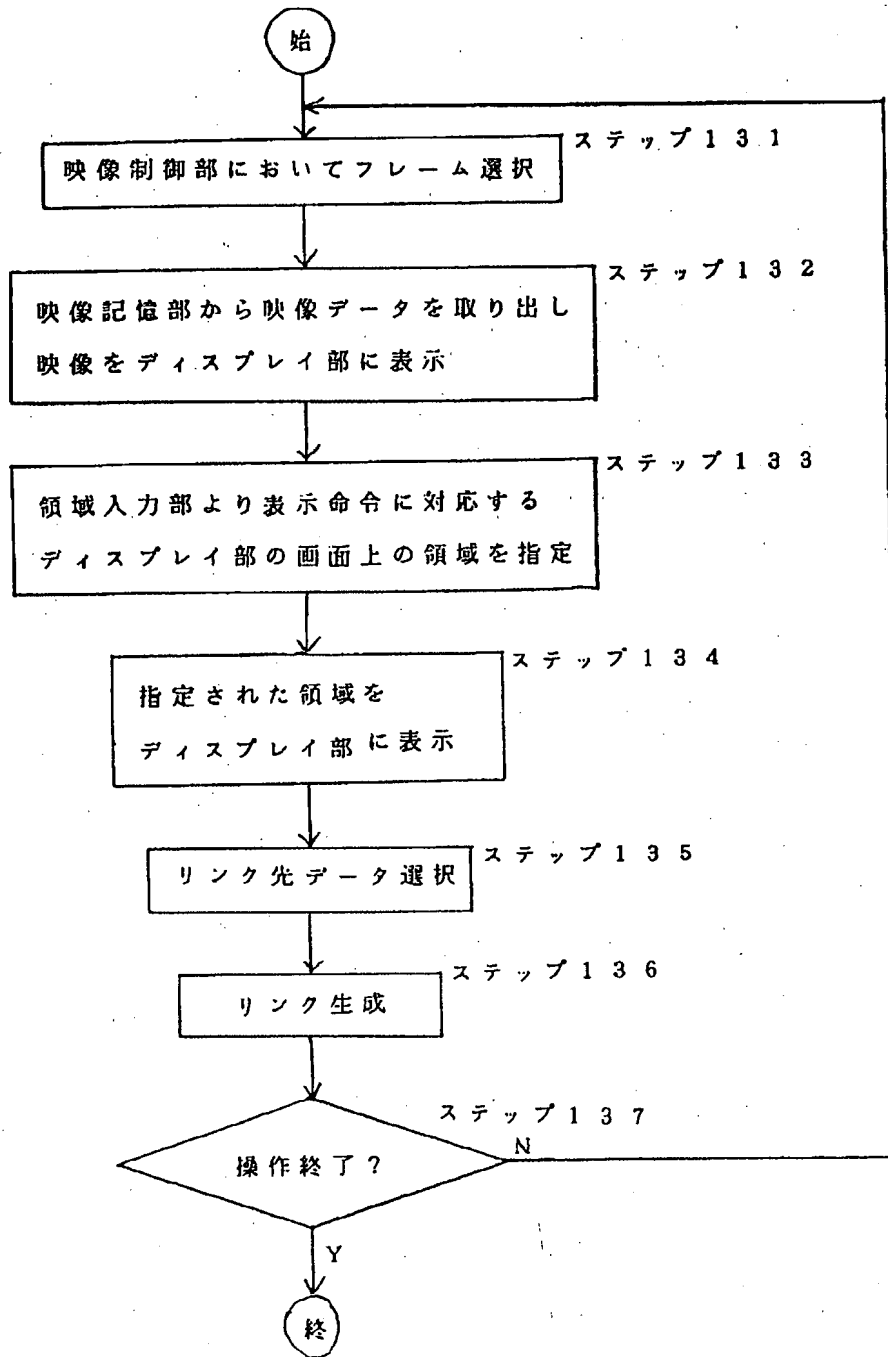 始
ステップ131
映像制御部においてフレーム選択
ステップ132
映像記憶部から映像データを取り出し
映像をディスプレイ部に表示
ステップ133
領域入力部より表示命令に対応する
ディスプレイ部の画面上の領域を指定
ステップ134
指定された領域を
ディスプレイ部に表示
ステップ135
リンク先データ選択
ステップ136
リンク生成
ステップ137
操作終了?
N
Y
終